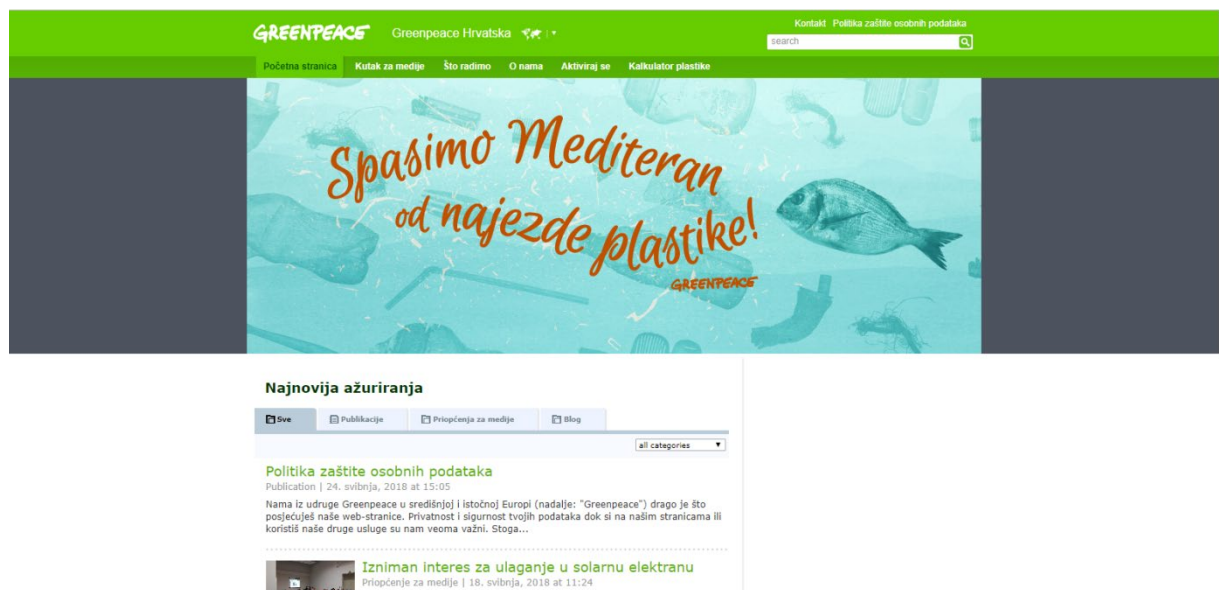 GREENPEACE
Greenpeace Hrvatska
Kontakt Politika zaštite osobnih podataka
search
Početna stranica Kutak za medije Što radimo O nama Aktiviraj se Kalkulator plastike
Spasimo Mediteran
od najezde plastike!
GREENPEACE
Najnovija ažuriranja
Sve Publikacije Priopćenja za medije Blog
all categories
Politika zaštite osobnih podataka
Publication | 24. svibnja, 2018 at 15:05
Nama iz udruge Greenpeace u središnjoj i istočnoj Europi (nadalje: "Greenpeace") drago je što
posjećuješ naše web-stranice. Privatnost i sigurnost tvojih podataka dok si na našim stranicama ili
koristiš naše druge usluge su nam veoma važni. Stoga...
Izniman interes za ulaganje u solarnu elektranu
Priopćenje za medije | 18. svibnja, 2018 at 11:24